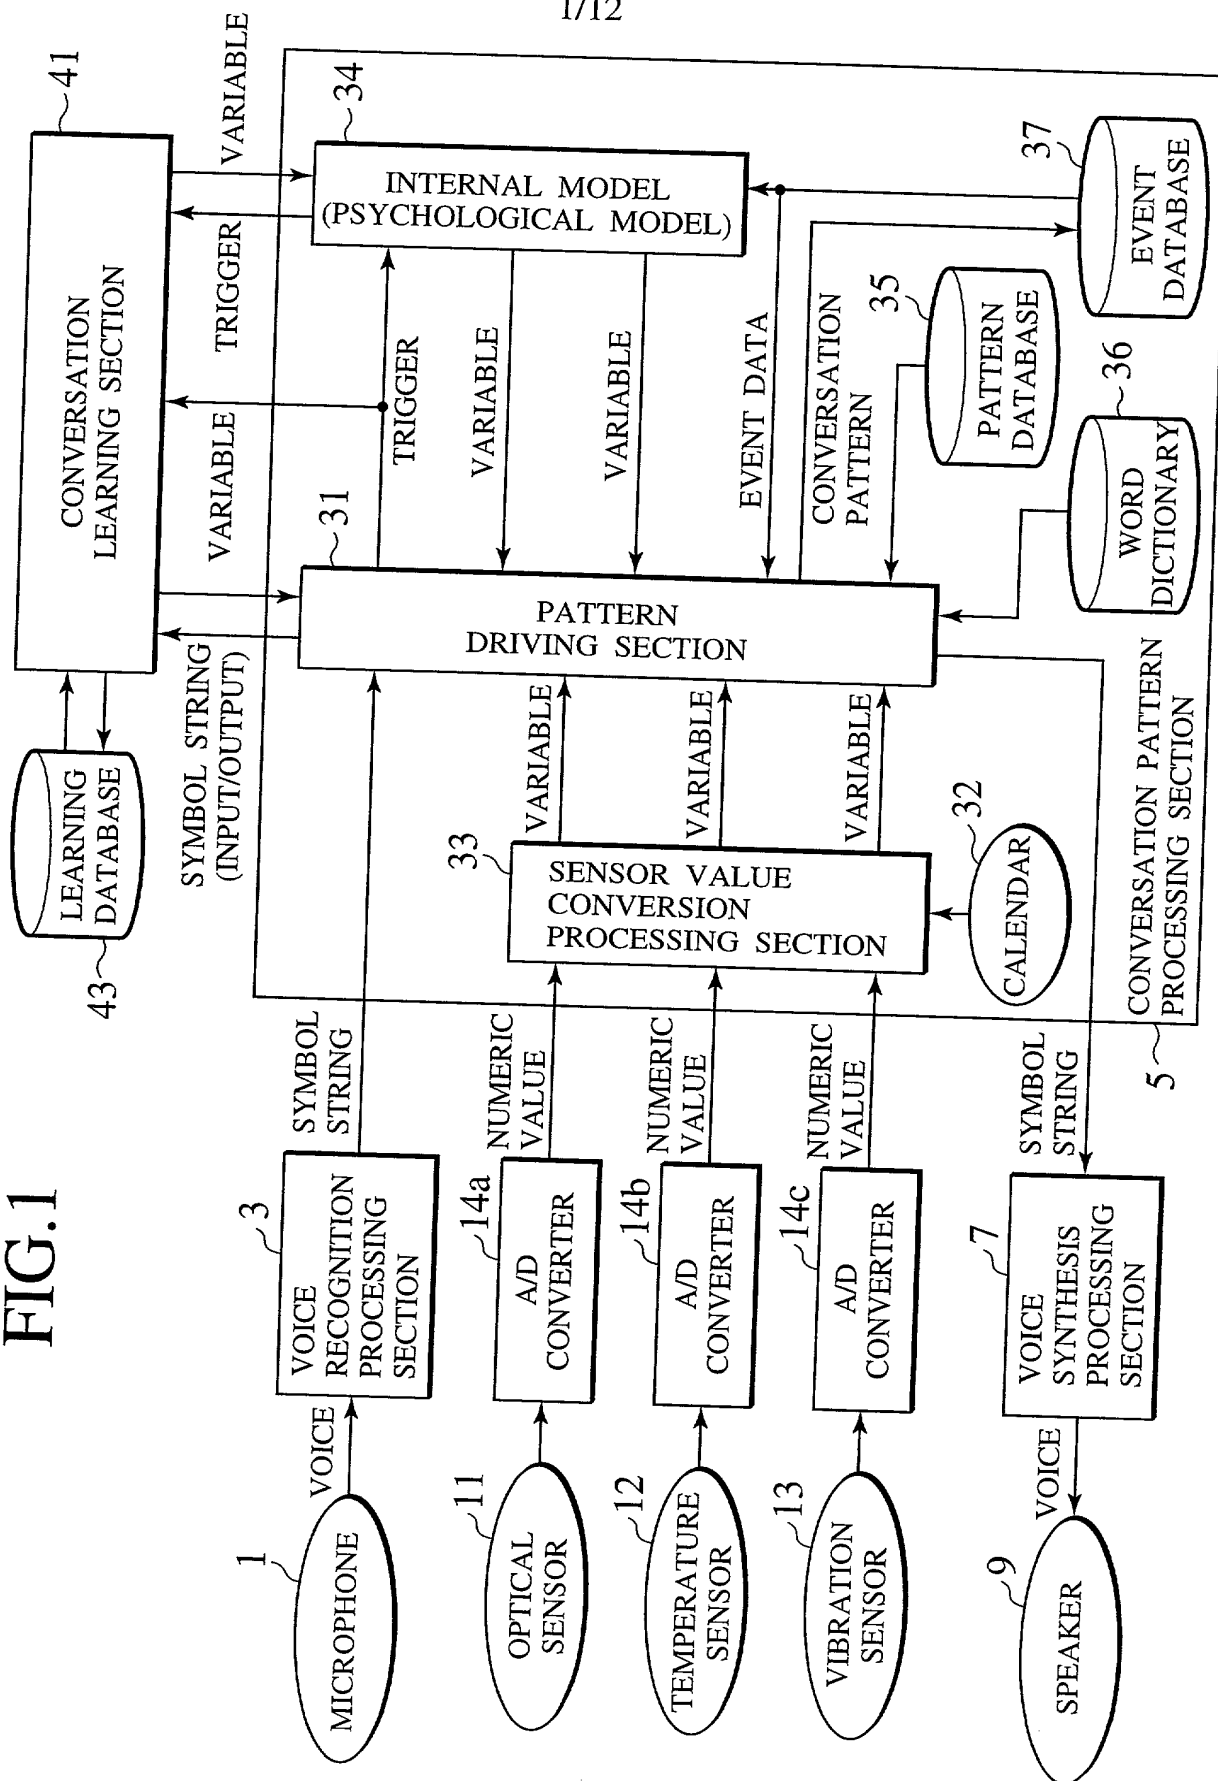 1/12
FIG.1
43
LEARNING
DATABASE
CONVERSATION
LEARNING SECTION
41
SYMBOL STRING
(INPUT/OUTPUT)
VARIABLE
TRIGGER
VARIABLE
1
MICROPHONE
VOICE
3
VOICE
RECOGNITION
PROCESSING
SECTION
SYMBOL
STRING
11
OPTICAL
SENSOR
14a
A/D
CONVERTER
NUMERIC
VALUE
12
TEMPERATURE
SENSOR
14b
A/D
CONVERTER
NUMERIC
VALUE
13
VIBRATION
SENSOR
14c
A/D
CONVERTER
NUMERIC
VALUE
33
SENSOR VALUE
CONVERSION
PROCESSING SECTION
32
CALENDAR
VARIABLE
VARIABLE
VARIABLE
31
PATTERN
DRIVING SECTION
TRIGGER
VARIABLE
VARIABLE
EVENT DATA
CONVERSATION
PATTERN
34
INTERNAL MODEL
(PSYCHOLOGICAL MODEL)
35
PATTERN
DATABASE
36
WORD
DICTIONARY
37
EVENT
DATABASE
CONVERSATION PATTERN
PROCESSING SECTION
5
SYMBOL
STRING
7
VOICE
SYNTHESIS
PROCESSING
SECTION
VOICE
9
SPEAKER